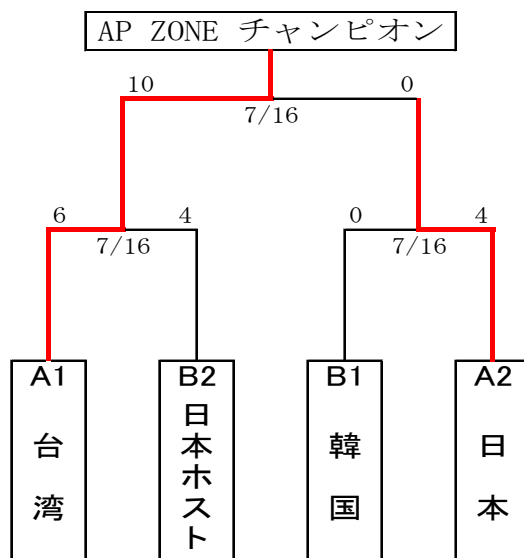 AP ZONE チャンピオン
10 0
7/16
6 4 0 4
7/16 7/16
A1 B2 B1 A2
台湾
日本ホスト
韓国
日本